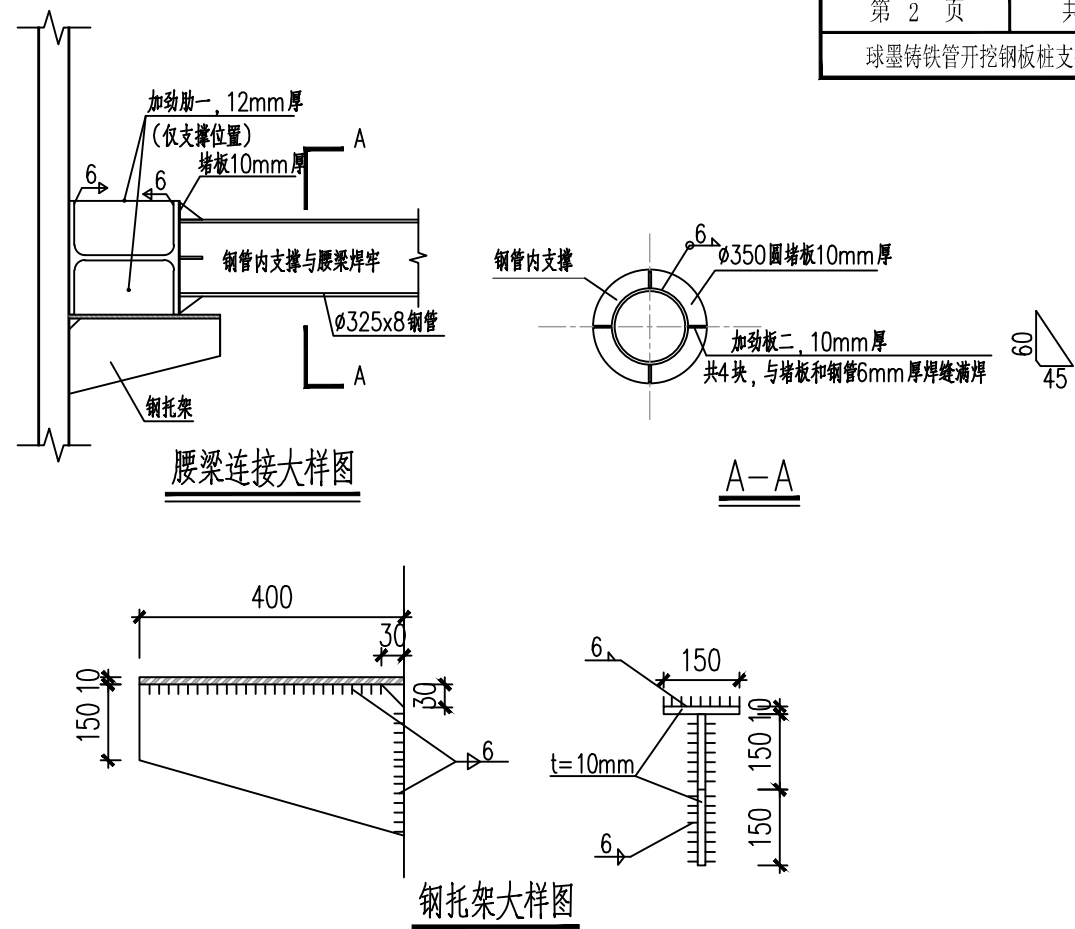 第 2 页
共
球墨铸铁管开挖钢板桩支
加劲肋一，12mm厚
（仅支撑位置）
堵板10mm厚
A
6
6
钢管内支撑与腰梁焊牢
Ø325x8钢管
A
钢托架
腰梁连接大样图
6
钢管内支撑
Ø350圆堵板10mm厚
加劲板二，10mm厚
共4块，与堵板和钢管6mm厚焊缝满焊
60
45
A-A
400
30
10
150
30
6
6
150
10
150
150
t=10mm
6
钢托架大样图